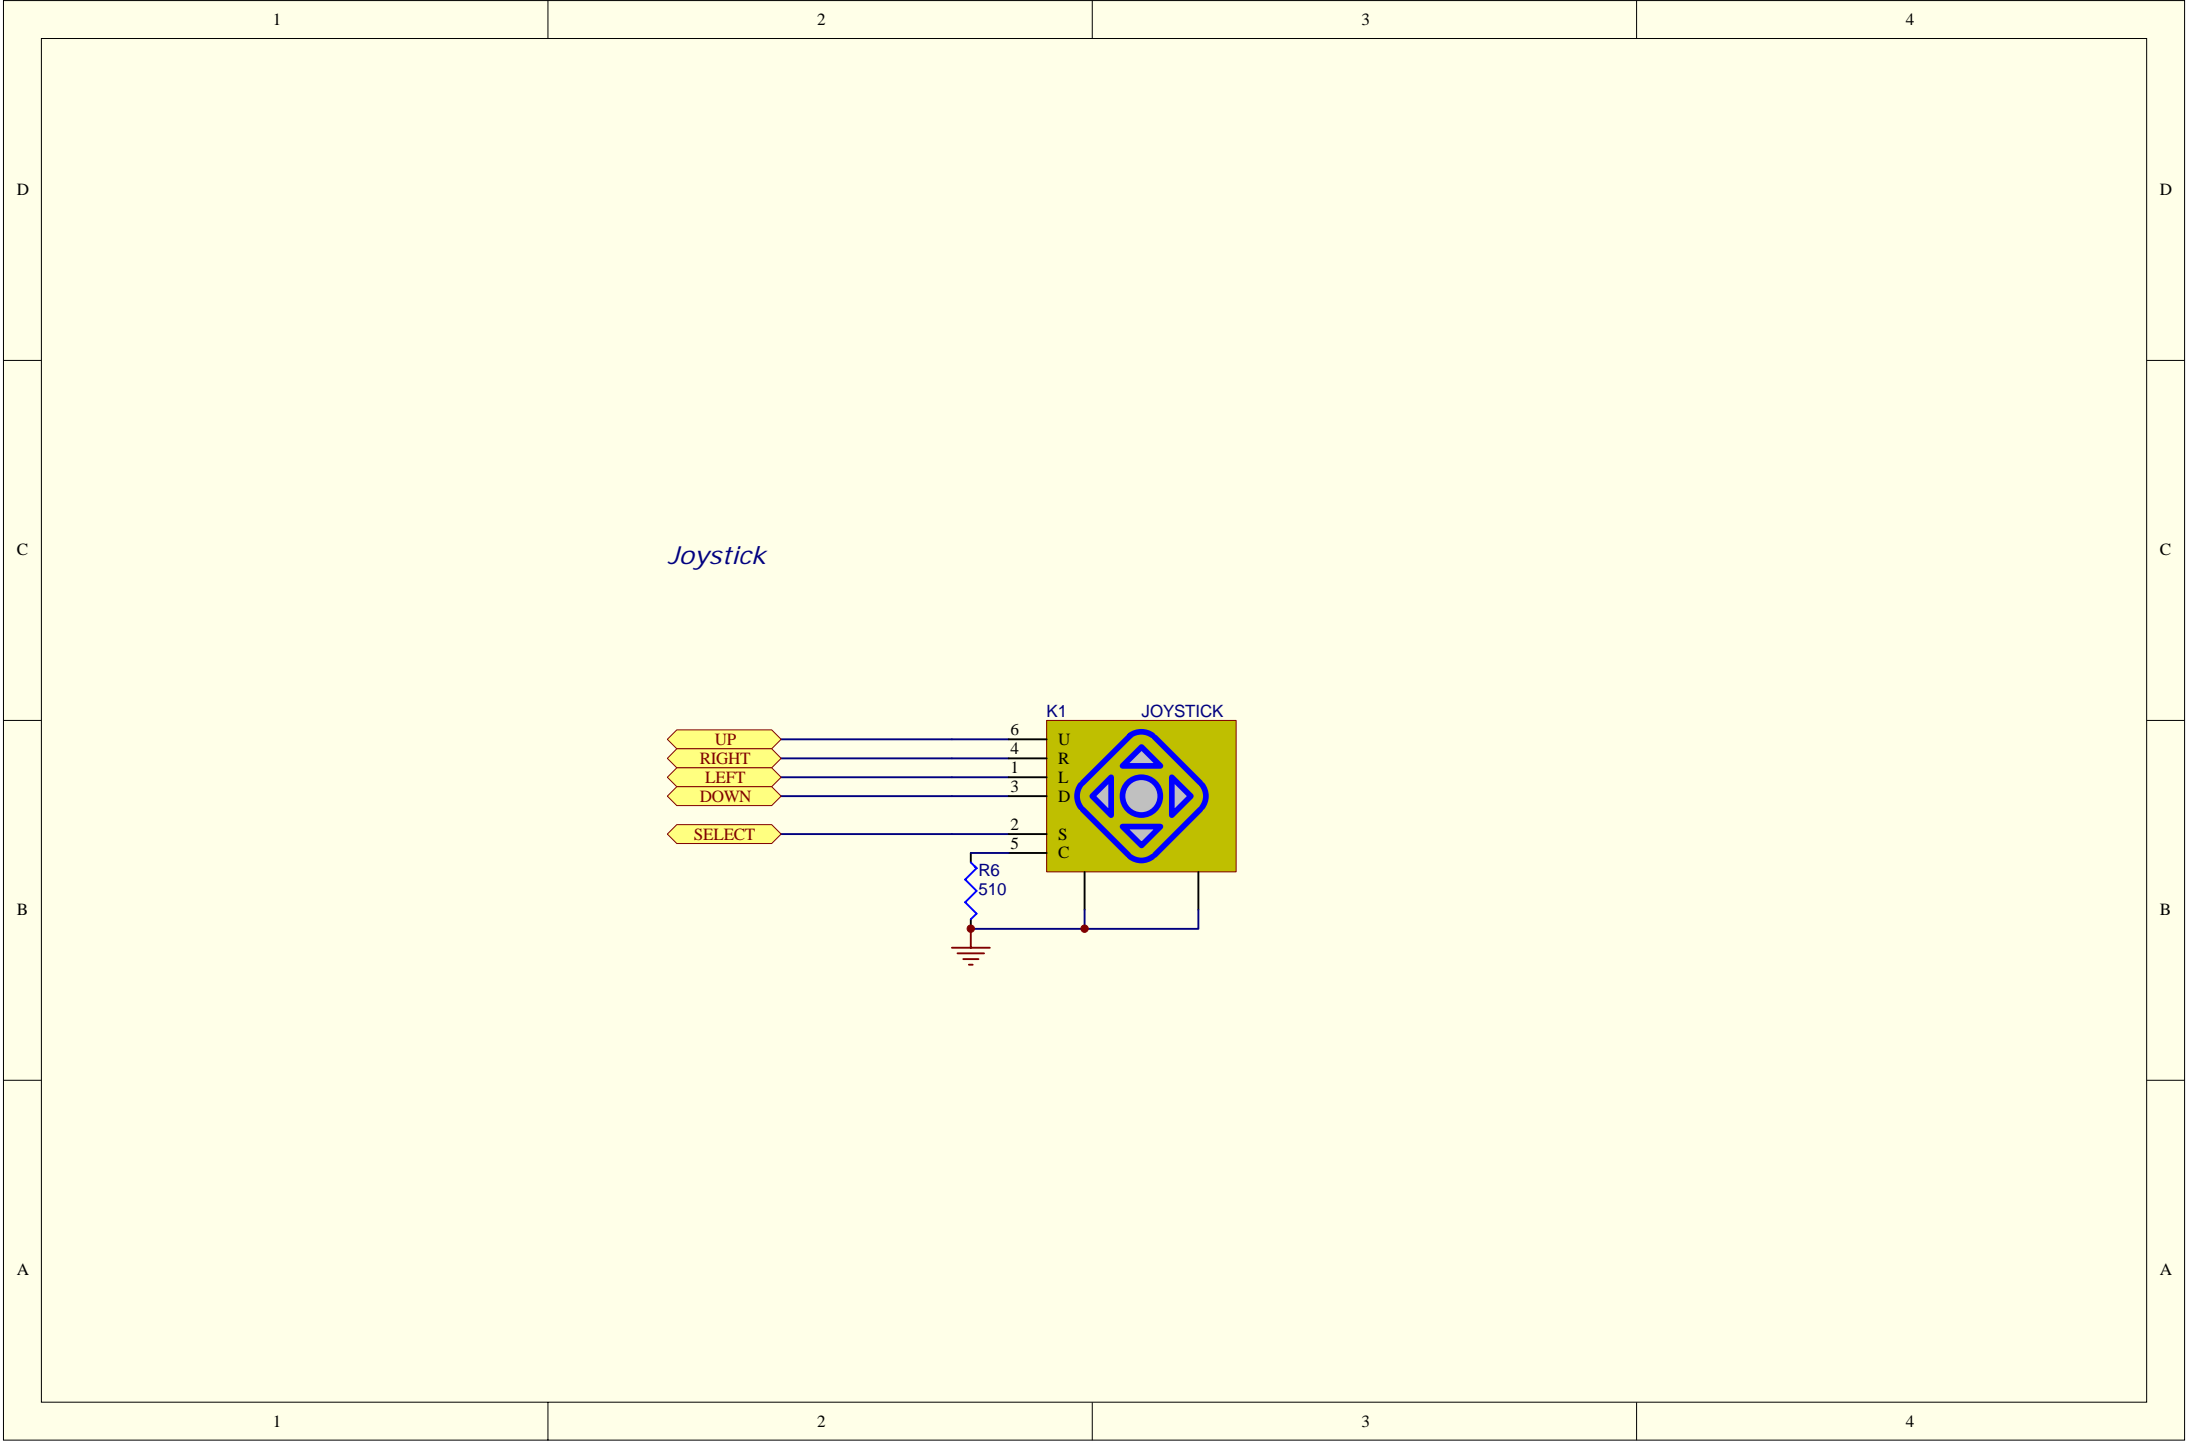 1 2 3 4
D D
C C
Joystick
K1 JOYSTICK
UP 6 U
RIGHT 4 R
LEFT 1 L
DOWN 3 D
SELECT 2 S
5 C
R6
510
B B
A A
1 2 3 4